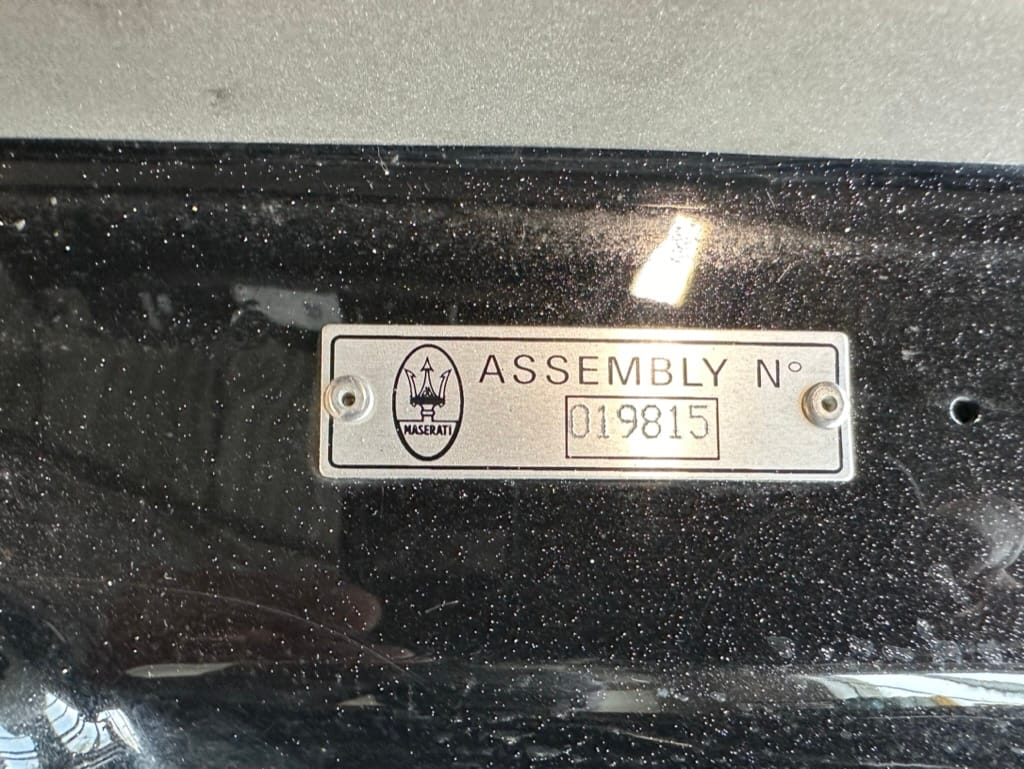 ASSEMBLY N°
019815
MASERATI